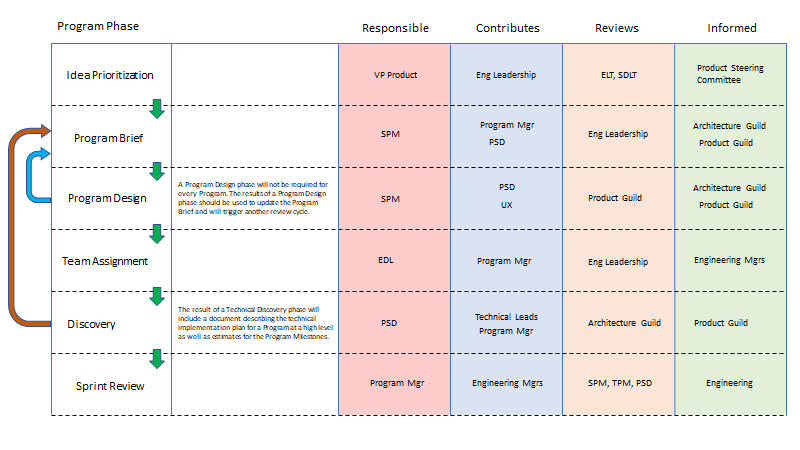 Program Phase
Responsible
Contributes
Reviews
Informed
Idea Prioritization
VP Product
Eng Leadership
ELT, SDLT
Product Steering
Committee
Program Brief
SPM
Program Mgr
PSD
Eng Leadership
Architecture Guild
Product Guild
Program Design
A Program Design phase will not be required for
every Program. The results of a Program Design
phase should be used to update the Program
Brief and will trigger another review cycle.
SPM
PSD
UX
Product Guild
Architecture Guild
Product Guild
Team Assignment
EDL
Program Mgr
Eng Leadership
Engineering Mgrs
Discovery
The result of a Technical Discovery phase will
include a document describing the technical
implementation plan for a Program at a high level
as well as estimates for the Program Milestones.
PSD
Technical Leads
Program Mgr
Architecture Guild
Product Guild
Sprint Review
Program Mgr
Engineering Mgrs
SPM, TPM, PSD
Engineering